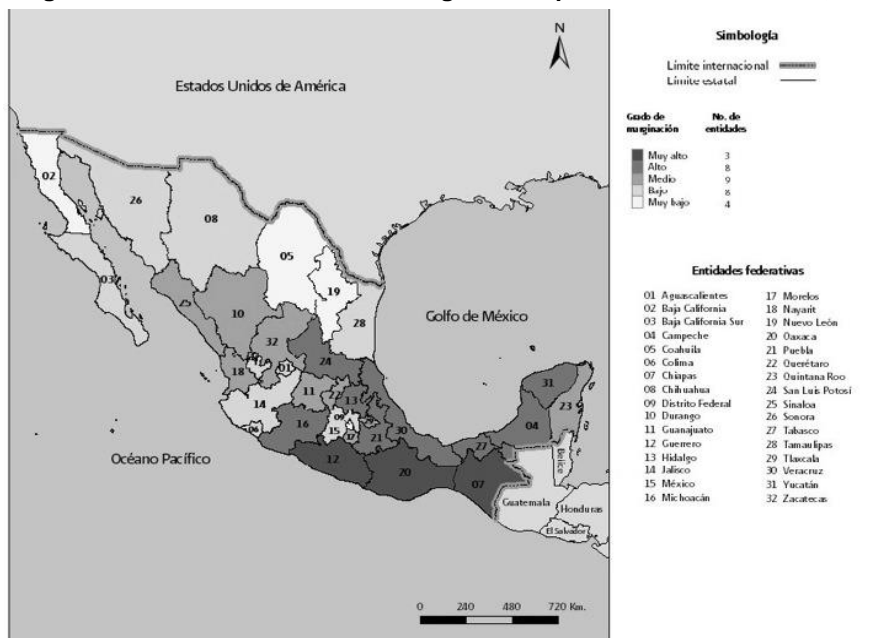 N
Estados Unidos de América
02
26
08
05
03
19
25
10
28
Golfo de México
32
24
18
01
31
11
22
13
14
23
09
15
06
16
17
21
30
04
27
Océano Pacífico
12
20
07
Belice
Guatemala
Honduras
El Salvador
0 240 480 720 Km.
Simbología
Límite internacional
Límite estatal
Grado de marginación
No. de entidades
Muy alto 3
Alto 8
Medio 9
Bajo 8
Muy bajo 4
Entidades federativas
01 Aguascalientes
02 Baja California
03 Baja California Sur
04 Campeche
05 Coahuila
06 Colima
07 Chiapas
08 Chihuahua
09 Distrito Federal
10 Durango
11 Guanajuato
12 Guerrero
13 Hidalgo
14 Jalisco
15 México
16 Michoacán
17 Morelos
18 Nayarit
19 Nuevo León
20 Oaxaca
21 Puebla
22 Querétaro
23 Quintana Roo
24 San Luis Potosí
25 Sinaloa
26 Sonora
27 Tabasco
28 Tamaulipas
29 Tlaxcala
30 Veracruz
31 Yucatán
32 Zacatecas